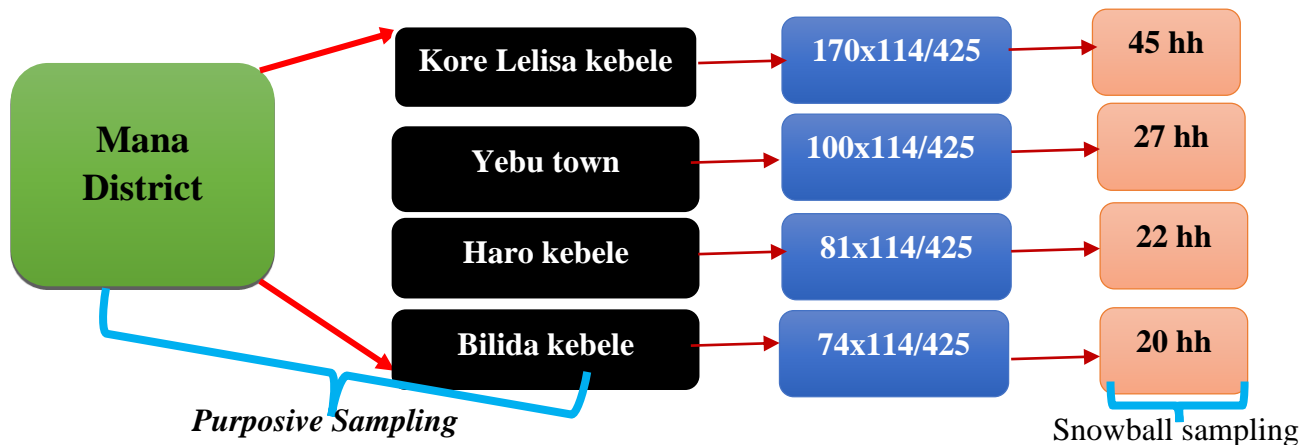 Mana
District
Kore Lelisa kebele
170x114/425
45 hh
Yebu town
100x114/425
27 hh
Haro kebele
81x114/425
22 hh
Bilida kebele
74x114/425
20 hh
Purposive Sampling
Snowball sampling